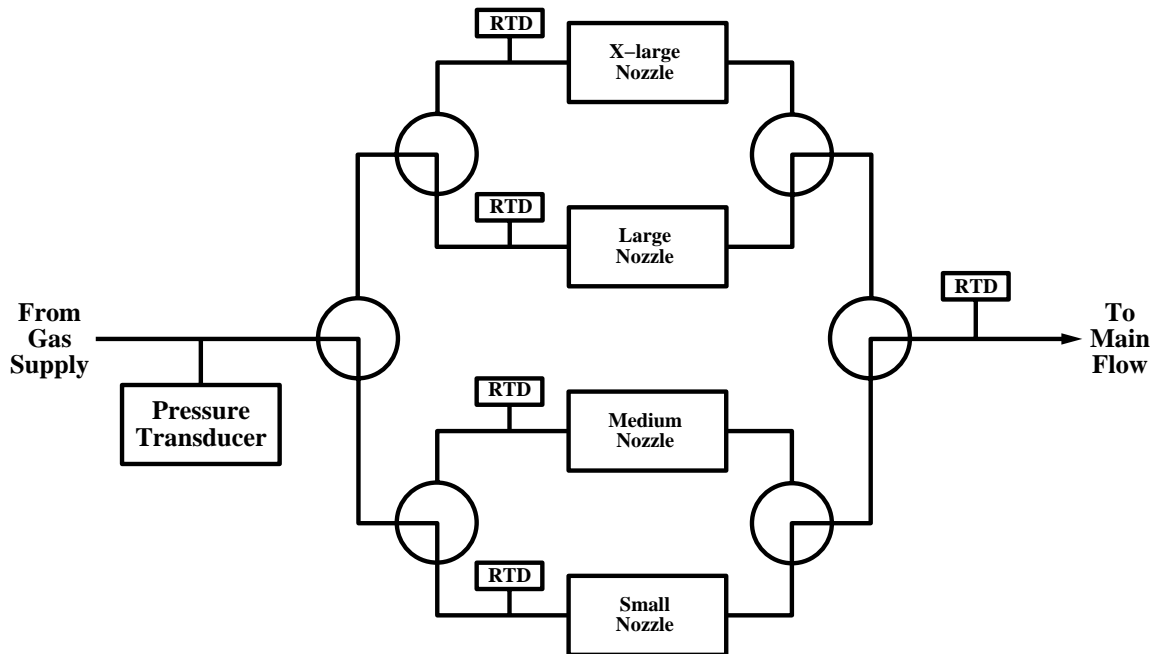 RTD
X−large
Nozzle
RTD
Large
Nozzle
RTD
From
Gas
Supply
To
Main
Flow
Pressure
Transducer
RTD
Medium
Nozzle
RTD
Small
Nozzle